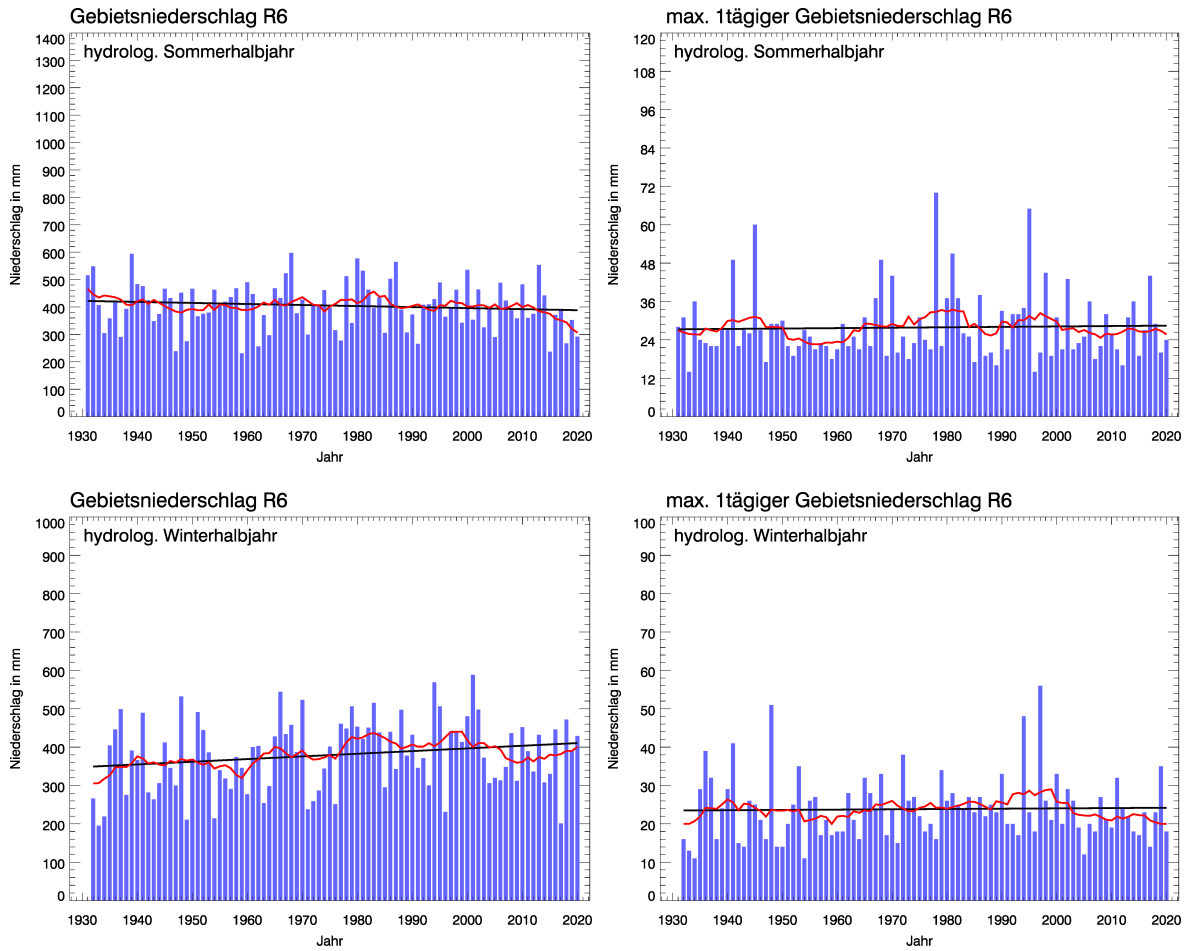 Gebietsniederschlag R6
hydrolog. Sommerhalbjahr
Niederschlag in mm
1400
1300
1200
1100
1000
900
800
700
600
500
400
300
200
100
0
1930 1940 1950 1960 1970 1980 1990 2000 2010 2020
Jahr
max. 1tägiger Gebietsniederschlag R6
hydrolog. Sommerhalbjahr
Niederschlag in mm
120
108
96
84
72
60
48
36
24
12
0
1930 1940 1950 1960 1970 1980 1990 2000 2010 2020
Jahr
Gebietsniederschlag R6
hydrolog. Winterhalbjahr
Niederschlag in mm
1000
900
800
700
600
500
400
300
200
100
0
1930 1940 1950 1960 1970 1980 1990 2000 2010 2020
Jahr
max. 1tägiger Gebietsniederschlag R6
hydrolog. Winterhalbjahr
Niederschlag in mm
100
90
80
70
60
50
40
30
20
10
0
1930 1940 1950 1960 1970 1980 1990 2000 2010 2020
Jahr